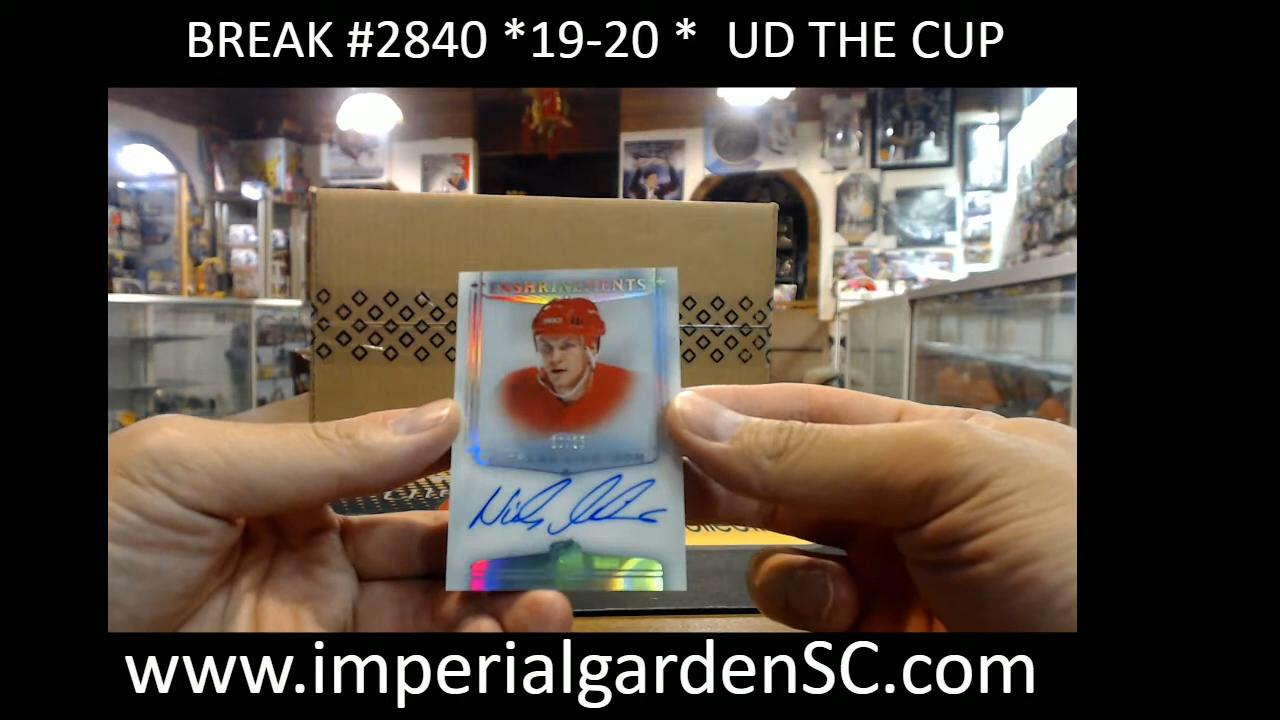 BREAK #2840 *19-20 * UD THE CUP
ENSHRINEMENTS
www.imperialgardenSC.com